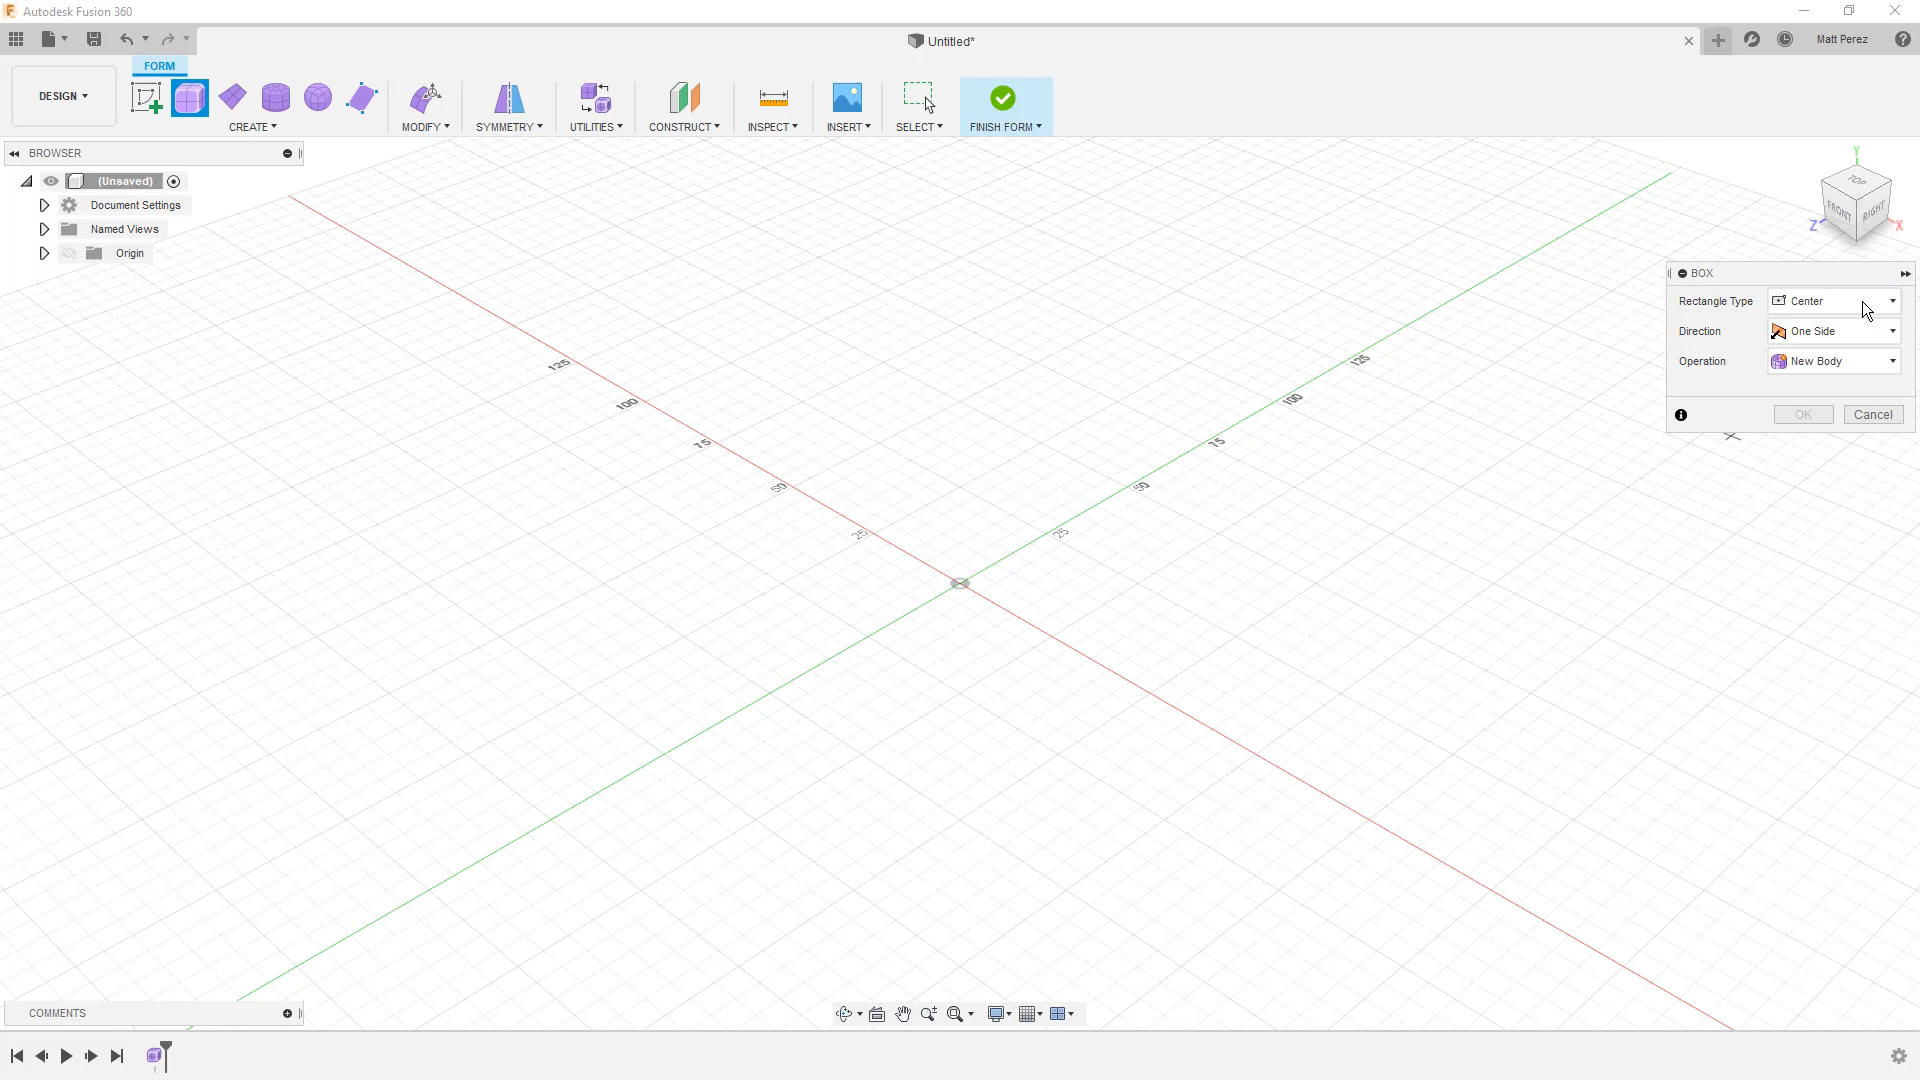 Autodesk Fusion 360
Untitled*
Matt Perez
FORM
DESIGN
CREATE
MODIFY
SYMMETRY
UTILITIES
CONSTRUCT
INSPECT
INSERT
SELECT
FINISH FORM
BROWSER
(Unsaved)
Document Settings
Named Views
Origin
Y
TOP
FRONT
RIGHT
Z
X
BOX
Rectangle Type
Center
Direction
One Side
Operation
New Body
OK
Cancel
125
100
75
50
25
125
100
75
50
25
COMMENTS